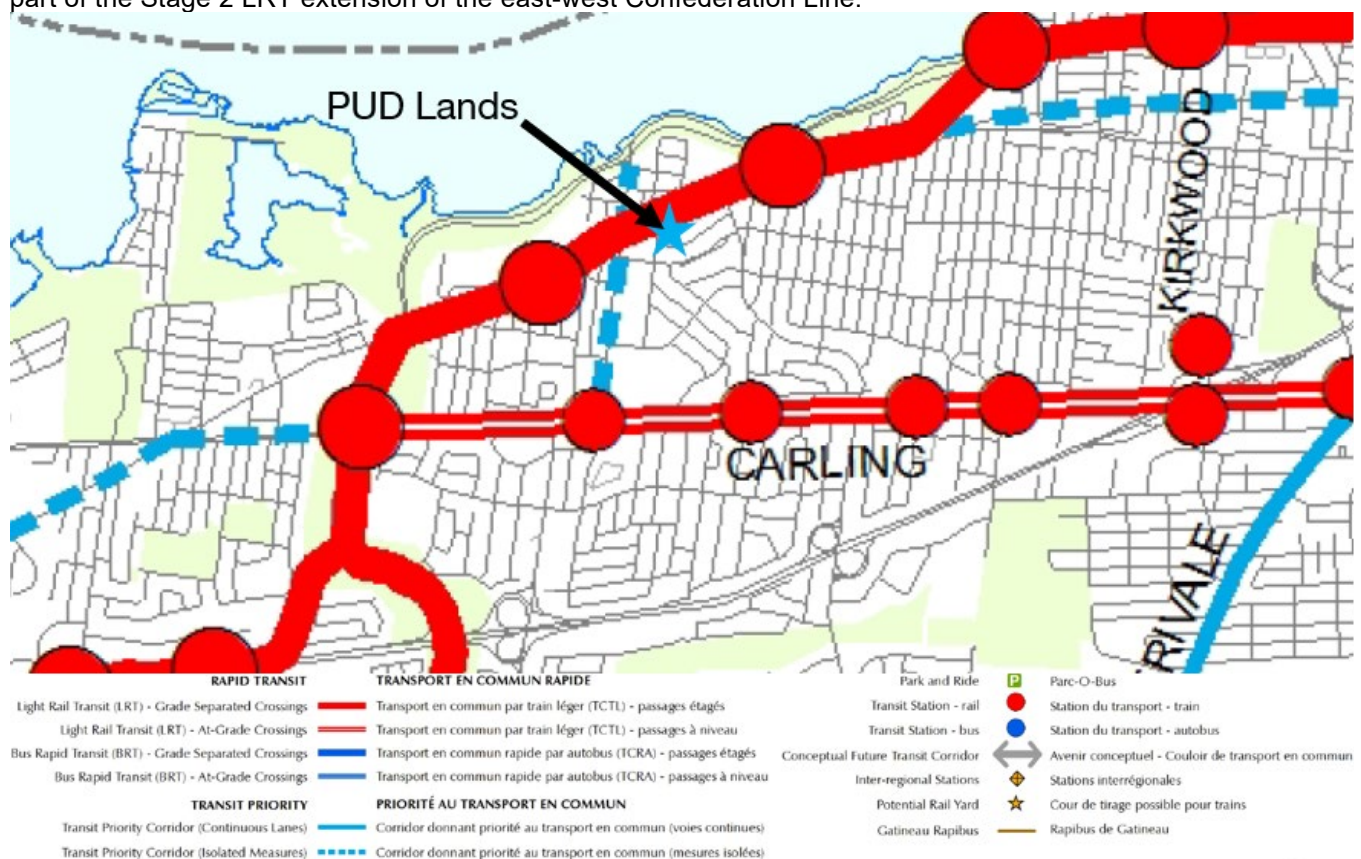 part of the Stage 2 LRT extension of the east-west Confederation Line.
PUD Lands
KIRKWOOD
CARLING
RIVALE
RAPID TRANSIT TRANSPORT EN COMMUN RAPIDE
Light Rail Transit (LRT) - Grade Separated Crossings Transport en commun par train léger (TCTL) - passages étagés
Light Rail Transit (LRT) - At-Grade Crossings Transport en commun par train léger (TCTL) - passages à niveau
Bus Rapid Transit (BRT) - Grade Separated Crossings Transport en commun rapide par autobus (TCRA) - passages étagés
Bus Rapid Transit (BRT) - At-Grade Crossings Transport en commun rapide par autobus (TCRA) - passages à niveau
TRANSIT PRIORITY PRIORITÉ AU TRANSPORT EN COMMUN
Transit Priority Corridor (Continuous Lanes) Corridor donnant priorité au transport en commun (voies continues)
Transit Priority Corridor (Isolated Measures) Corridor donnant priorité au transport en commun (mesures isolées)
Park and Ride P Parc-O-Bus
Transit Station - rail Station du transport - train
Transit Station - bus Station du transport - autobus
Conceptual Future Transit Corridor Avenir conceptuel - Couloir de transport en commun
Inter-regional Stations Stations interrégionales
Potential Rail Yard Cour de tirage possible pour trains
Gatineau Rapibus Rapibus de Gatineau